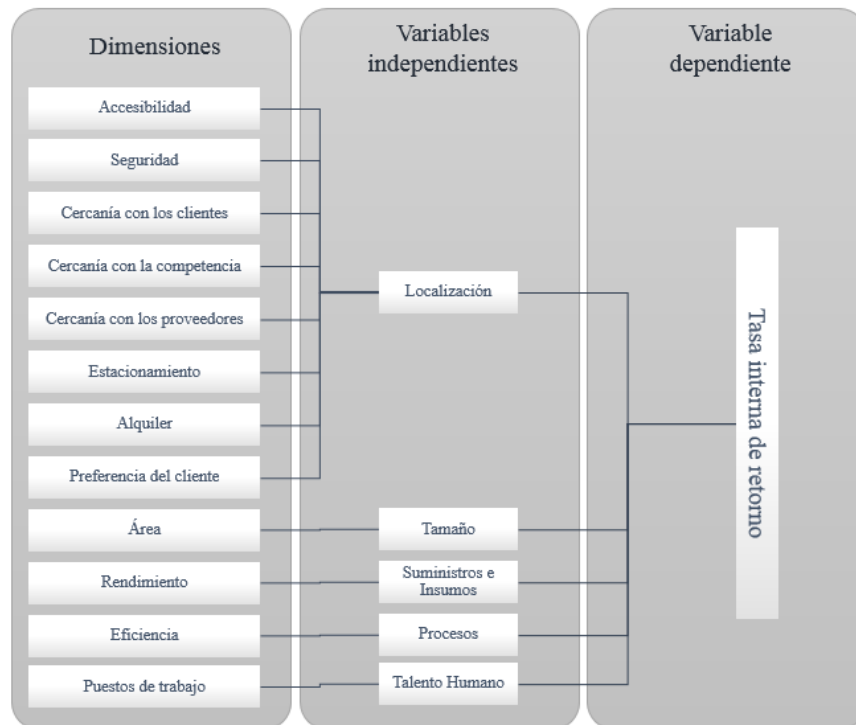 Dimensiones
Accesibilidad
Seguridad
Cercanía con los clientes
Cercanía con la competencia
Cercanía con los proveedores
Estacionamiento
Alquiler
Preferencia del cliente
Área
Rendimiento
Eficiencia
Puestos de trabajo
Variables
independientes
Localización
Tamaño
Suministros e
Insumos
Procesos
Talento Humano
Variable
dependiente
Tasa interna de retorno